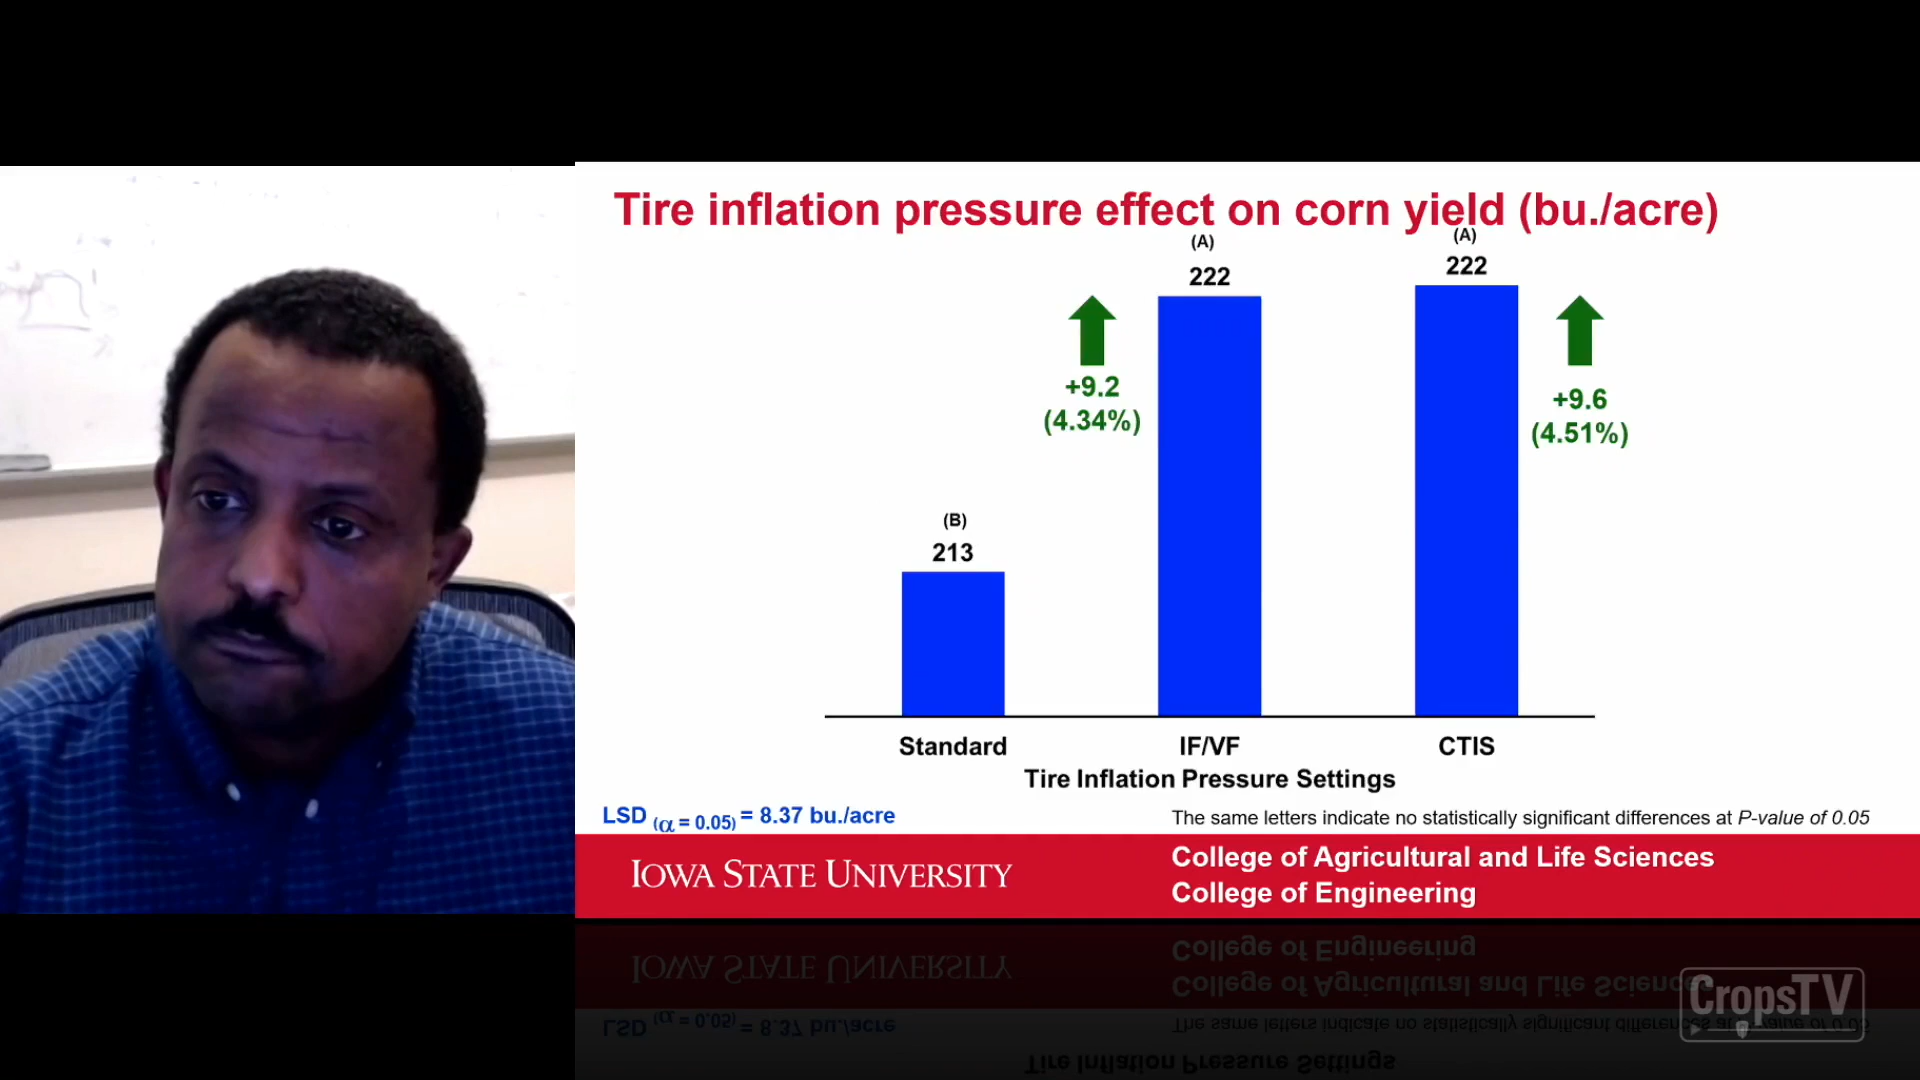 Tire inflation pressure effect on corn yield (bu./acre)
(A)
(A)
222
222
+9.2
(4.34%)
+9.6
(4.51%)
(B)
213
Standard
IF/VF
CTIS
Tire Inflation Pressure Settings
LSD (α = 0.05) = 8.37 bu./acre
The same letters indicate no statistically significant differences at P-value of 0.05
IOWA STATE UNIVERSITY
College of Agricultural and Life Sciences
College of Engineering
CropsTV